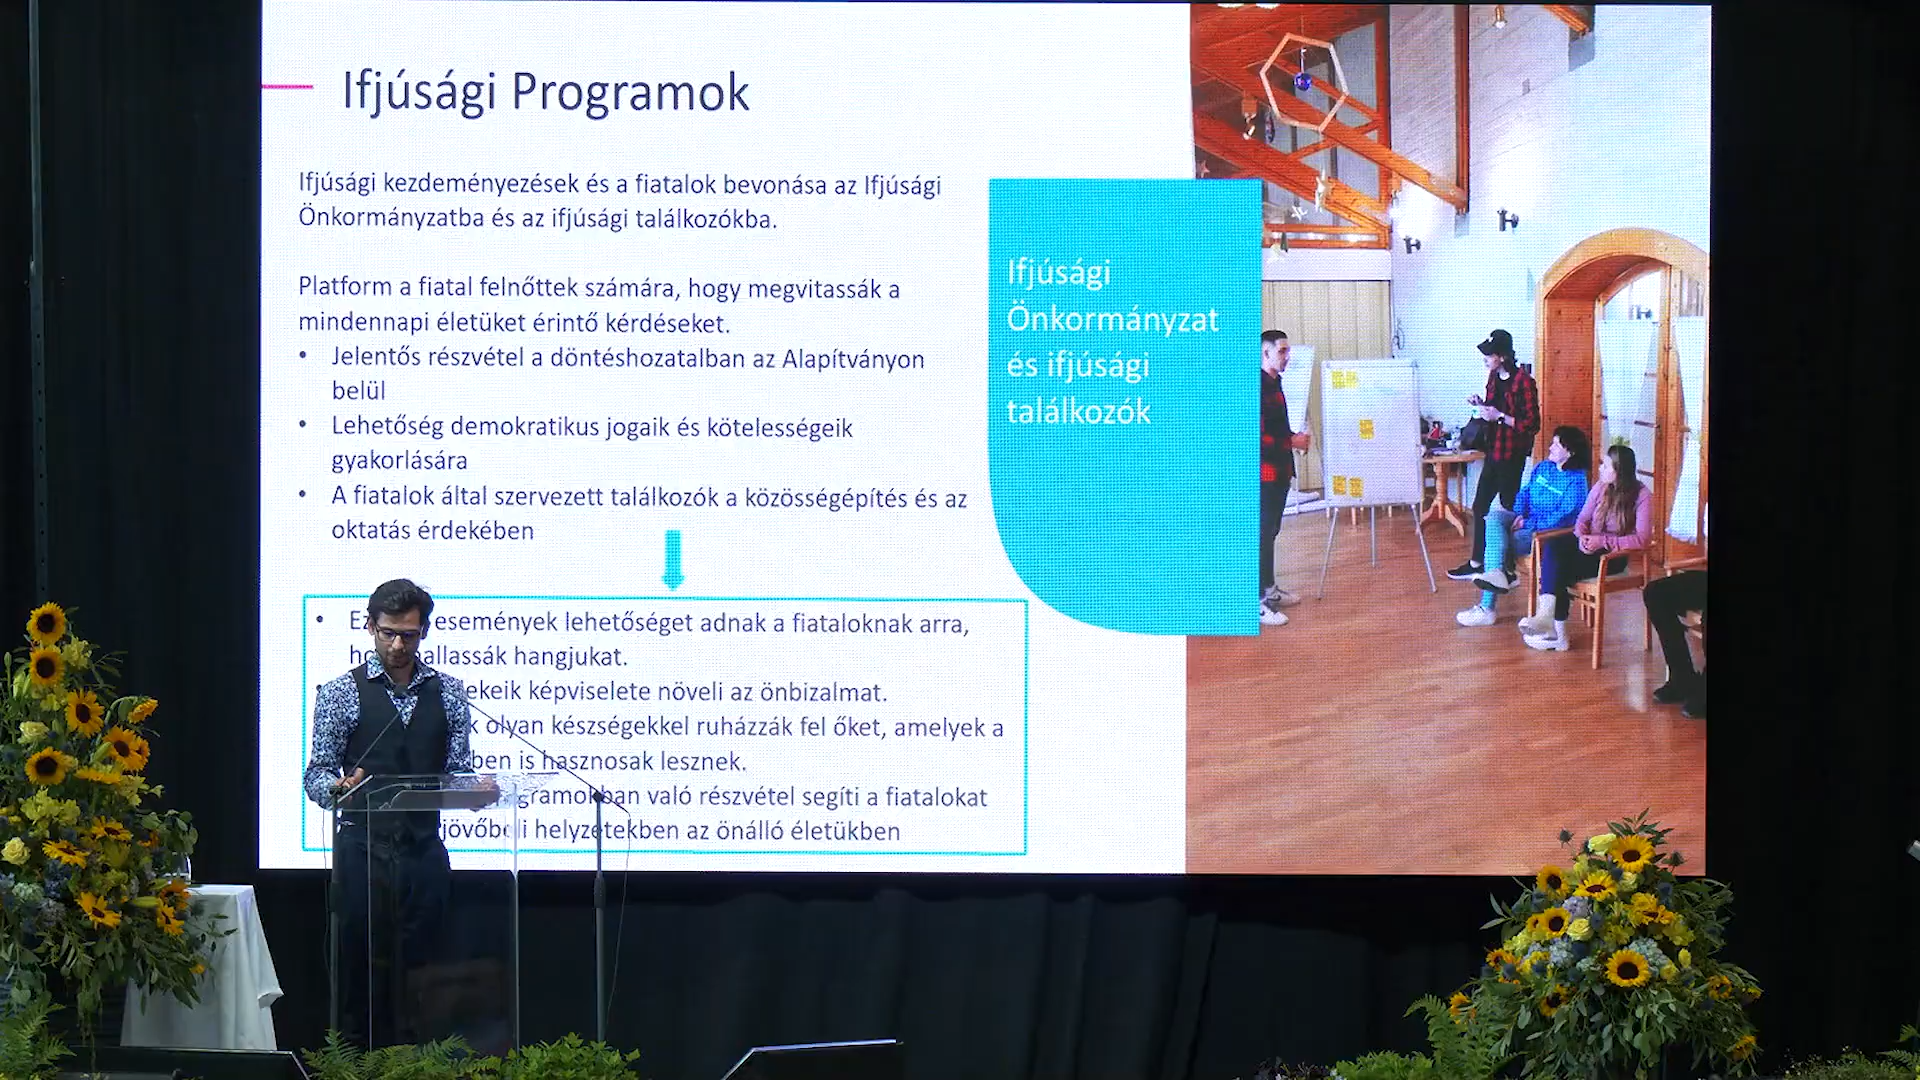 Ifjúsági Programok
Ifjúsági kezdeményezések és a fiatalok bevonása az Ifjúsági
Önkormányzatba és az ifjúsági találkozókba.
Platform a fiatal felnőttek számára, hogy megvitassák a
mindennapi életüket érintő kérdéseket.
• Jelentős részvétel a döntéshozatalban az Alapítványon
belül
• Lehetőség demokratikus jogaik és kötelességeik
gyakorlására
• A fiatalok által szervezett találkozók a közösségépítés és az
oktatás érdekében
• események lehetőséget adnak a fiataloknak arra,
hangjukat.
képviselete növeli az önbizalmat.
olyan készségekkel ruházzák fel őket, amelyek a
is hasznosak lesznek.
való részvétel segíti a fiatalokat
helyzetekben az önálló életükben
Ifjúsági
Önkormányzat
és ifjúsági
találkozók